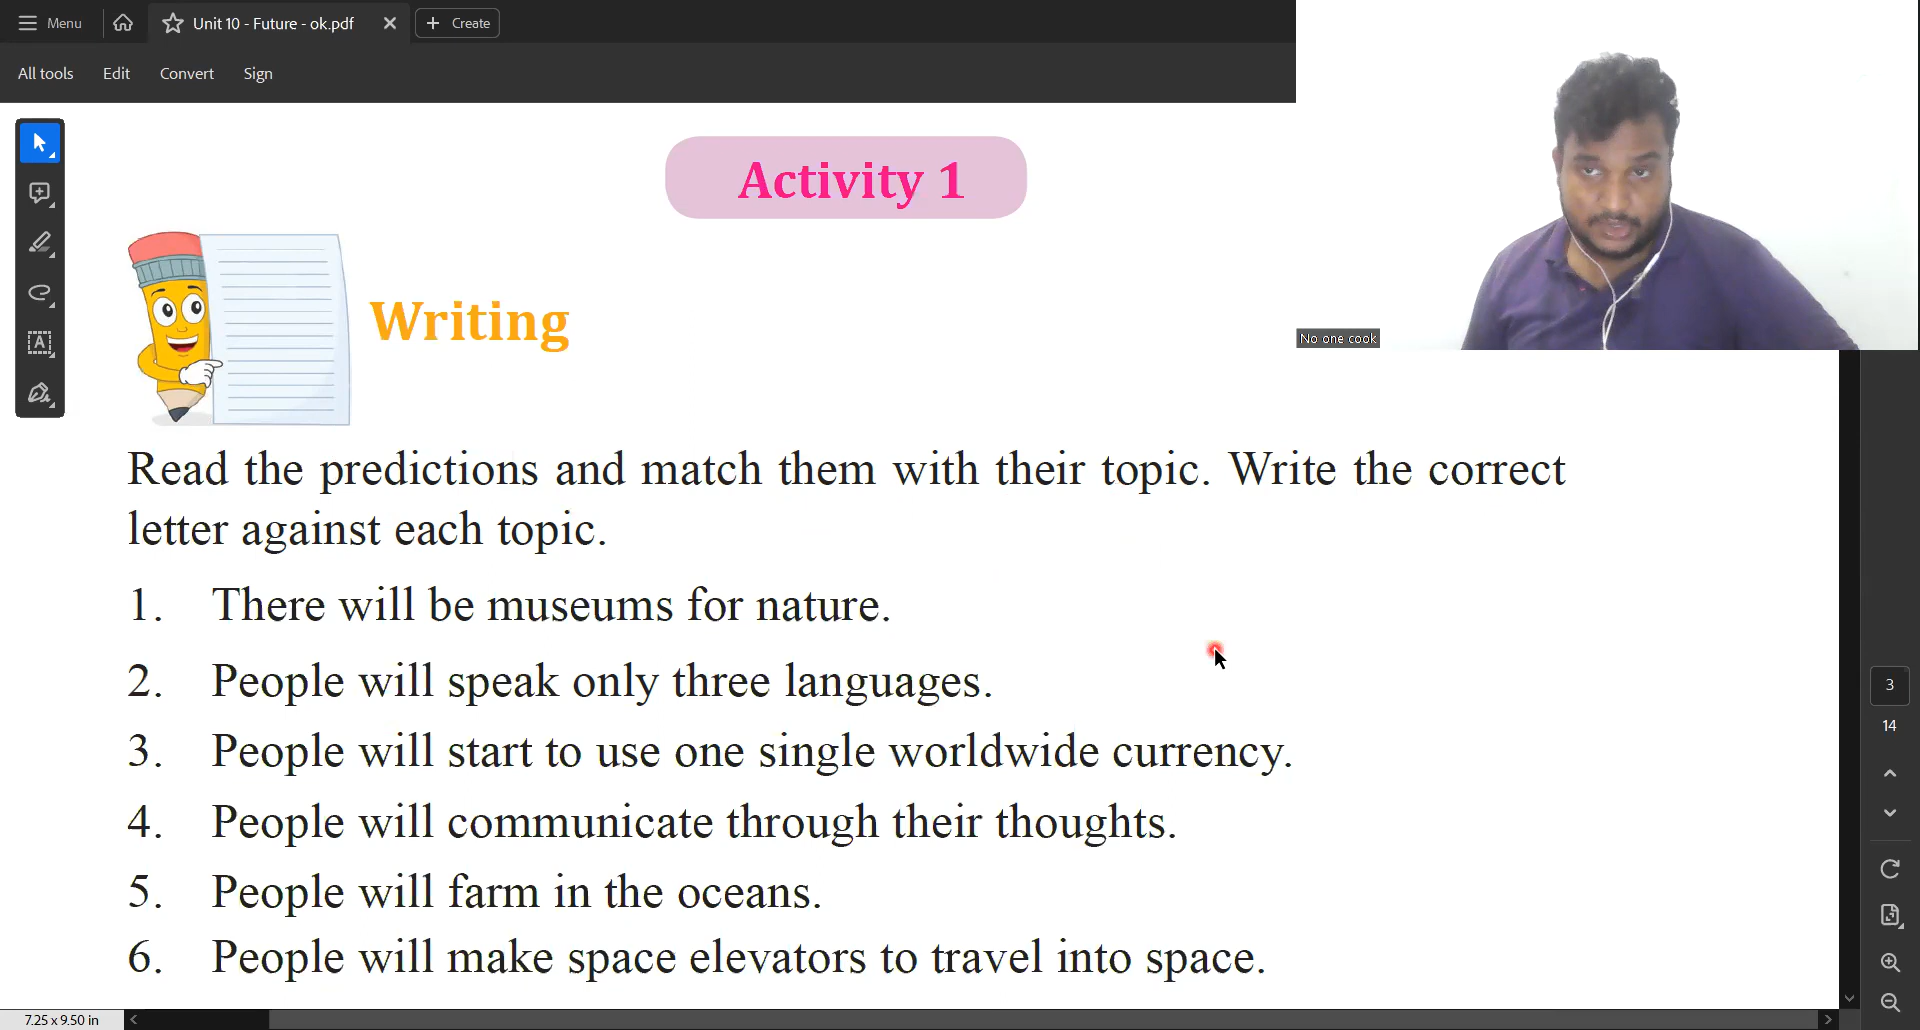 Menu
Unit 10 - Future - ok.pdf
Create
All tools
Edit
Convert
Sign
No one cook
Activity 1
Writing
Read the predictions and match them with their topic. Write the correct
letter against each topic.
1. There will be museums for nature.
2. People will speak only three languages.
3. People will start to use one single worldwide currency.
4. People will communicate through their thoughts.
5. People will farm in the oceans.
6. People will make space elevators to travel into space.
3
14
7.25 x 9.50 in